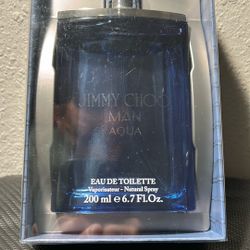 JIMMY CHOO
MAN
AQUA
EAU DE TOILETTE
Vaporisateur - Natural Spray
200 ml e 6.7 Fl.Oz.